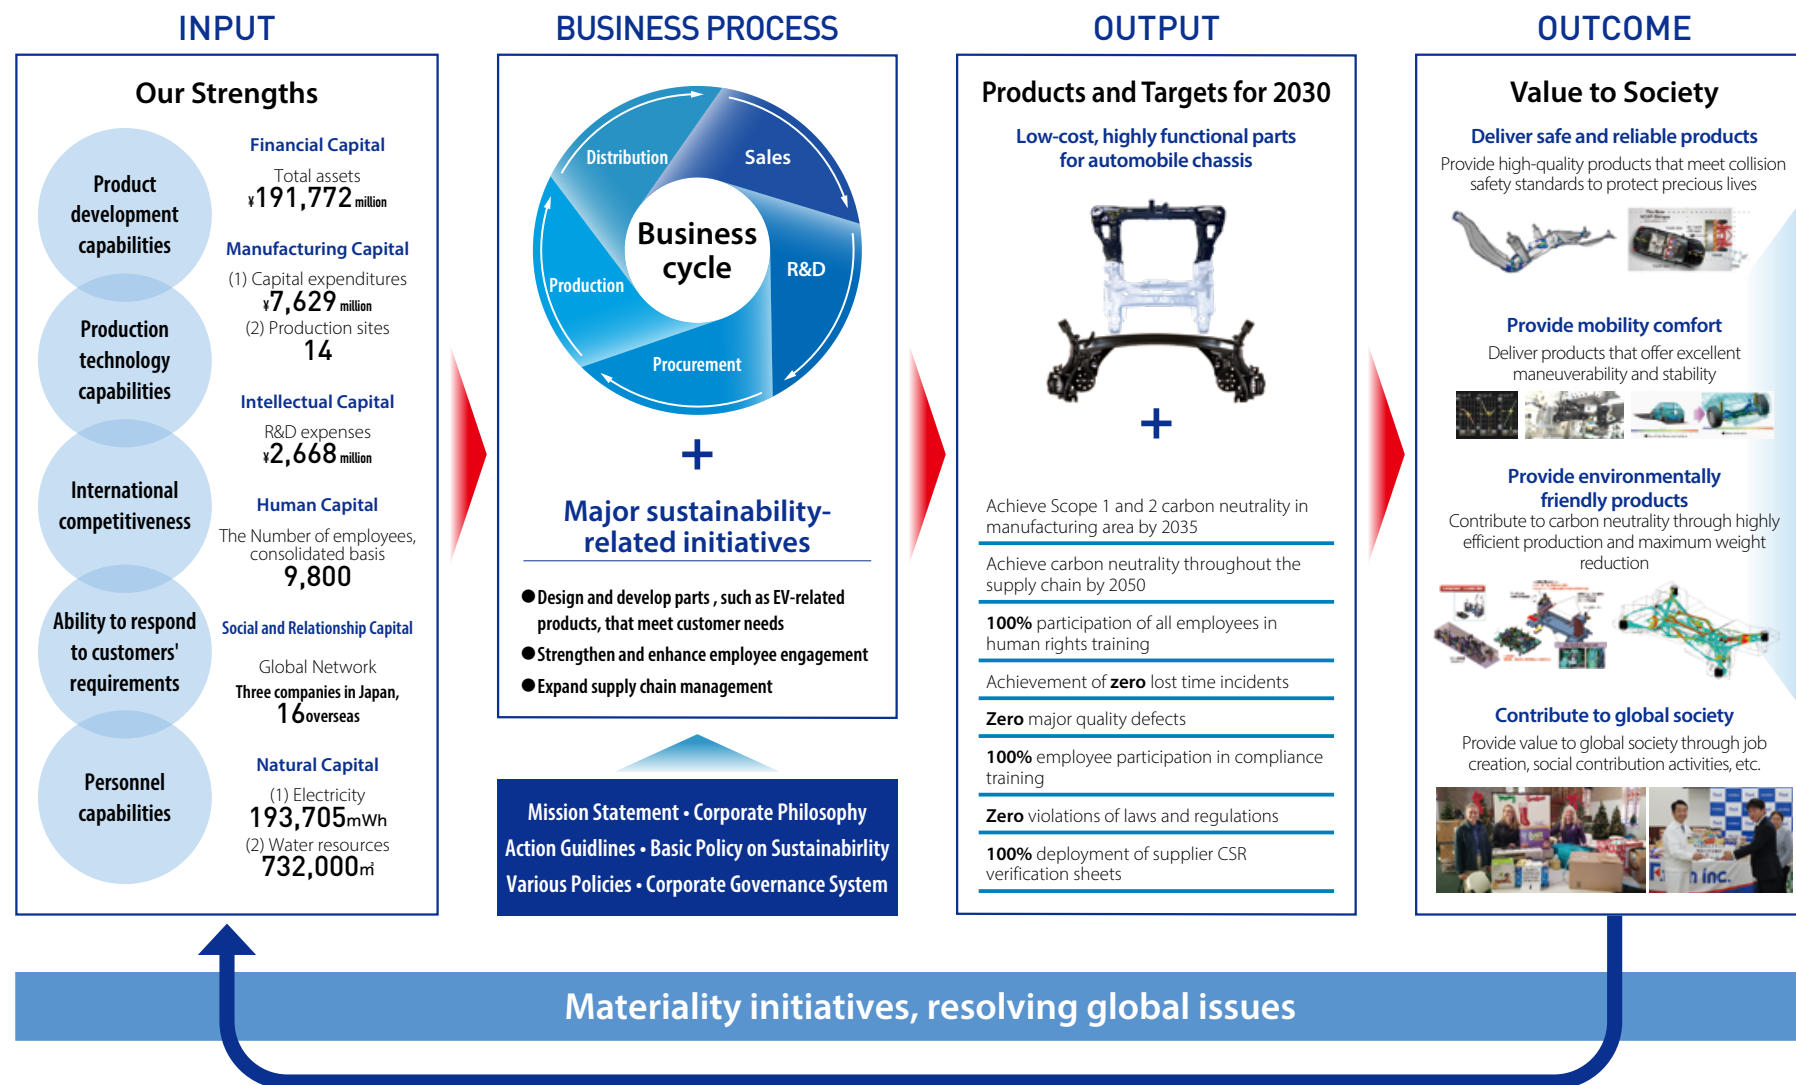 INPUT
Our Strengths
Product
development
capabilities
Production
technology
capabilities
International
competitiveness
Ability to respond
to customers'
requirements
Personnel
capabilities
Financial Capital
Total assets
¥191,772 million
Manufacturing Capital
(1) Capital expenditures
¥7,629 million
(2) Production sites
14
Intellectual Capital
R&D expenses
¥2,668 million
Human Capital
The Number of employees,
consolidated basis
9,800
Social and Relationship Capital
Global Network
Three companies in Japan,
16 overseas
Natural Capital
(1) Electricity
193,705mWh
(2) Water resources
732,000㎥
BUSINESS PROCESS
Distribution
Sales
R&D
Procurement
Production
Business
cycle
+
Major sustainability-
related initiatives
●Design and develop parts , such as EV-related
products, that meet customer needs
●Strengthen and enhance employee engagement
●Expand supply chain management
Mission Statement • Corporate Philosophy
Action Guidlines • Basic Policy on Sustainabirlity
Various Policies • Corporate Governance System
OUTPUT
Products and Targets for 2030
Low-cost, highly functional parts
for automobile chassis
+
Achieve Scope 1 and 2 carbon neutrality in
manufacturing area by 2035
Achieve carbon neutrality throughout the
supply chain by 2050
100% participation of all employees in
human rights training
Achievement of zero lost time incidents
Zero major quality defects
100% employee participation in compliance
training
Zero violations of laws and regulations
100% deployment of supplier CSR
verification sheets
OUTCOME
Value to Society
Deliver safe and reliable products
Provide high-quality products that meet collision
safety standards to protect precious lives
Provide mobility comfort
Deliver products that offer excellent
maneuverability and stability
Provide environmentally
friendly products
Contribute to carbon neutrality through highly
efficient production and maximum weight
reduction
Contribute to global society
Provide value to global society through job
creation, social contribution activities, etc.
inc.
Materiality initiatives, resolving global issues